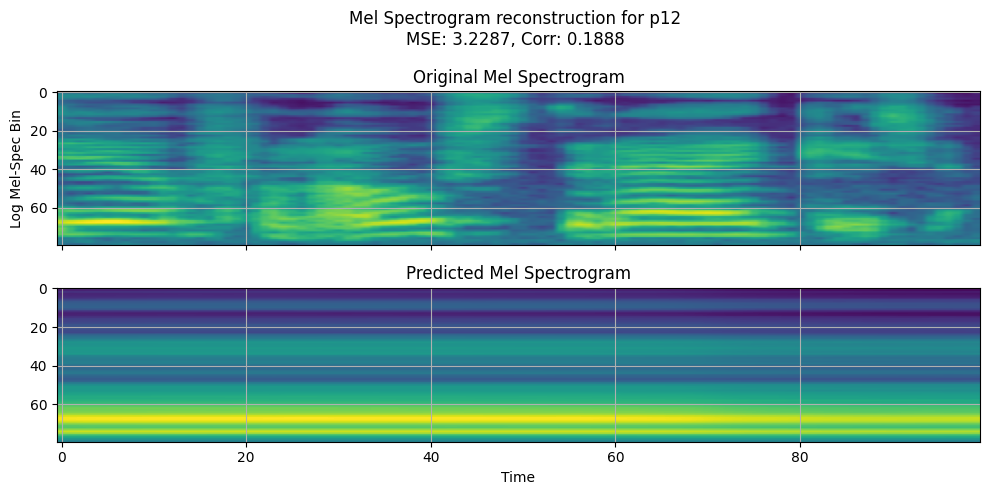 Mel Spectrogram reconstruction for p12
MSE: 3.2287, Corr: 0.1888
Original Mel Spectrogram
0
20
40
60
Log Mel-Spec Bin
Predicted Mel Spectrogram
0
20
40
60
0 20 40 60 80
Time